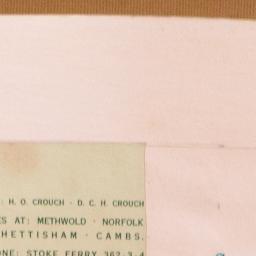 : H. O. CROUCH · D. C. H. CROUCH
ES AT: METHWOLD · NORFOLK
HETTISHAM · CAMBS.
ONE: STOKE FERRY 362-3-4